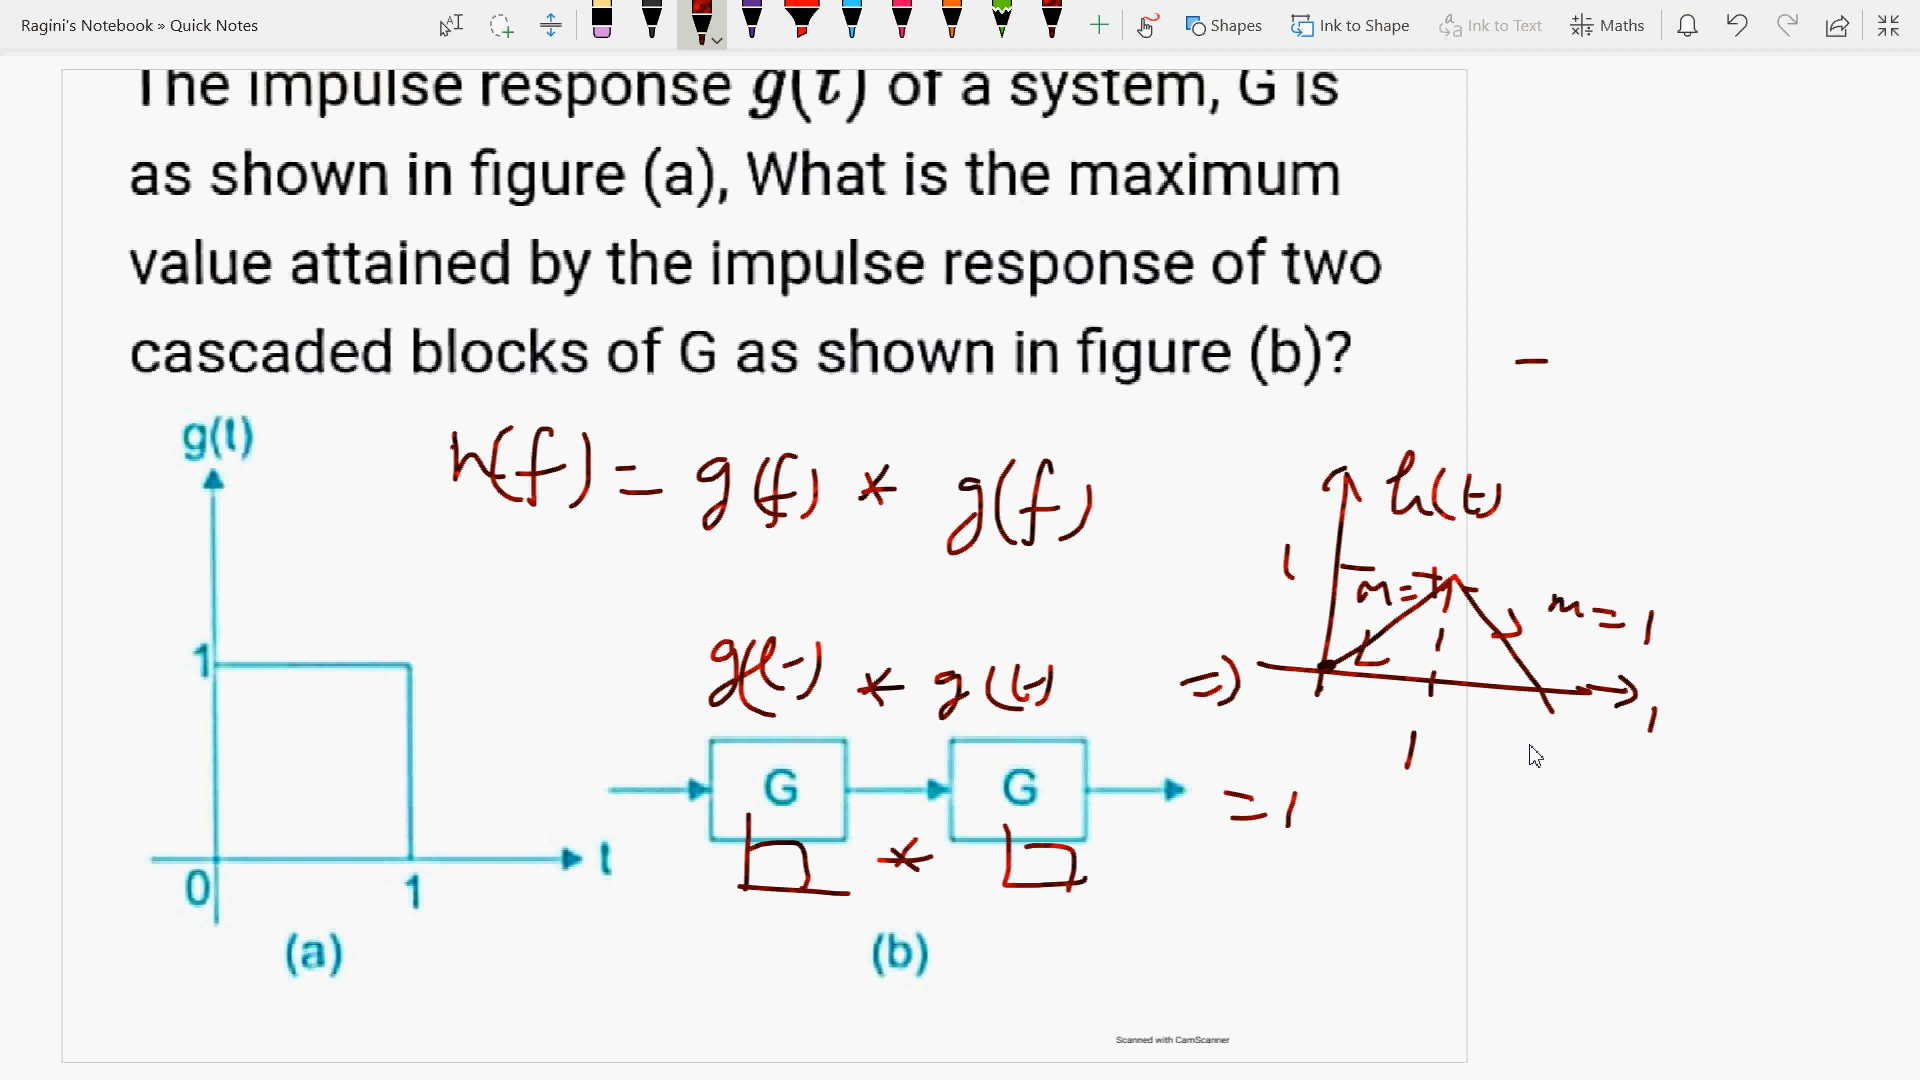 Ragini's Notebook » Quick Notes
Shapes
Ink to Shape
Ink to Text
Maths
The impulse response g(t) of a system, G is
as shown in figure (a), What is the maximum
value attained by the impulse response of two
cascaded blocks of G as shown in figure (b)?
g(t)
h(t) = g(t) * g(t)
h(t)
1
m=1
m=1
1
g(t) * g(t) =>
G
G
= 1
1
*
0
1
t
(a)
(b)
Scanned with CamScanner